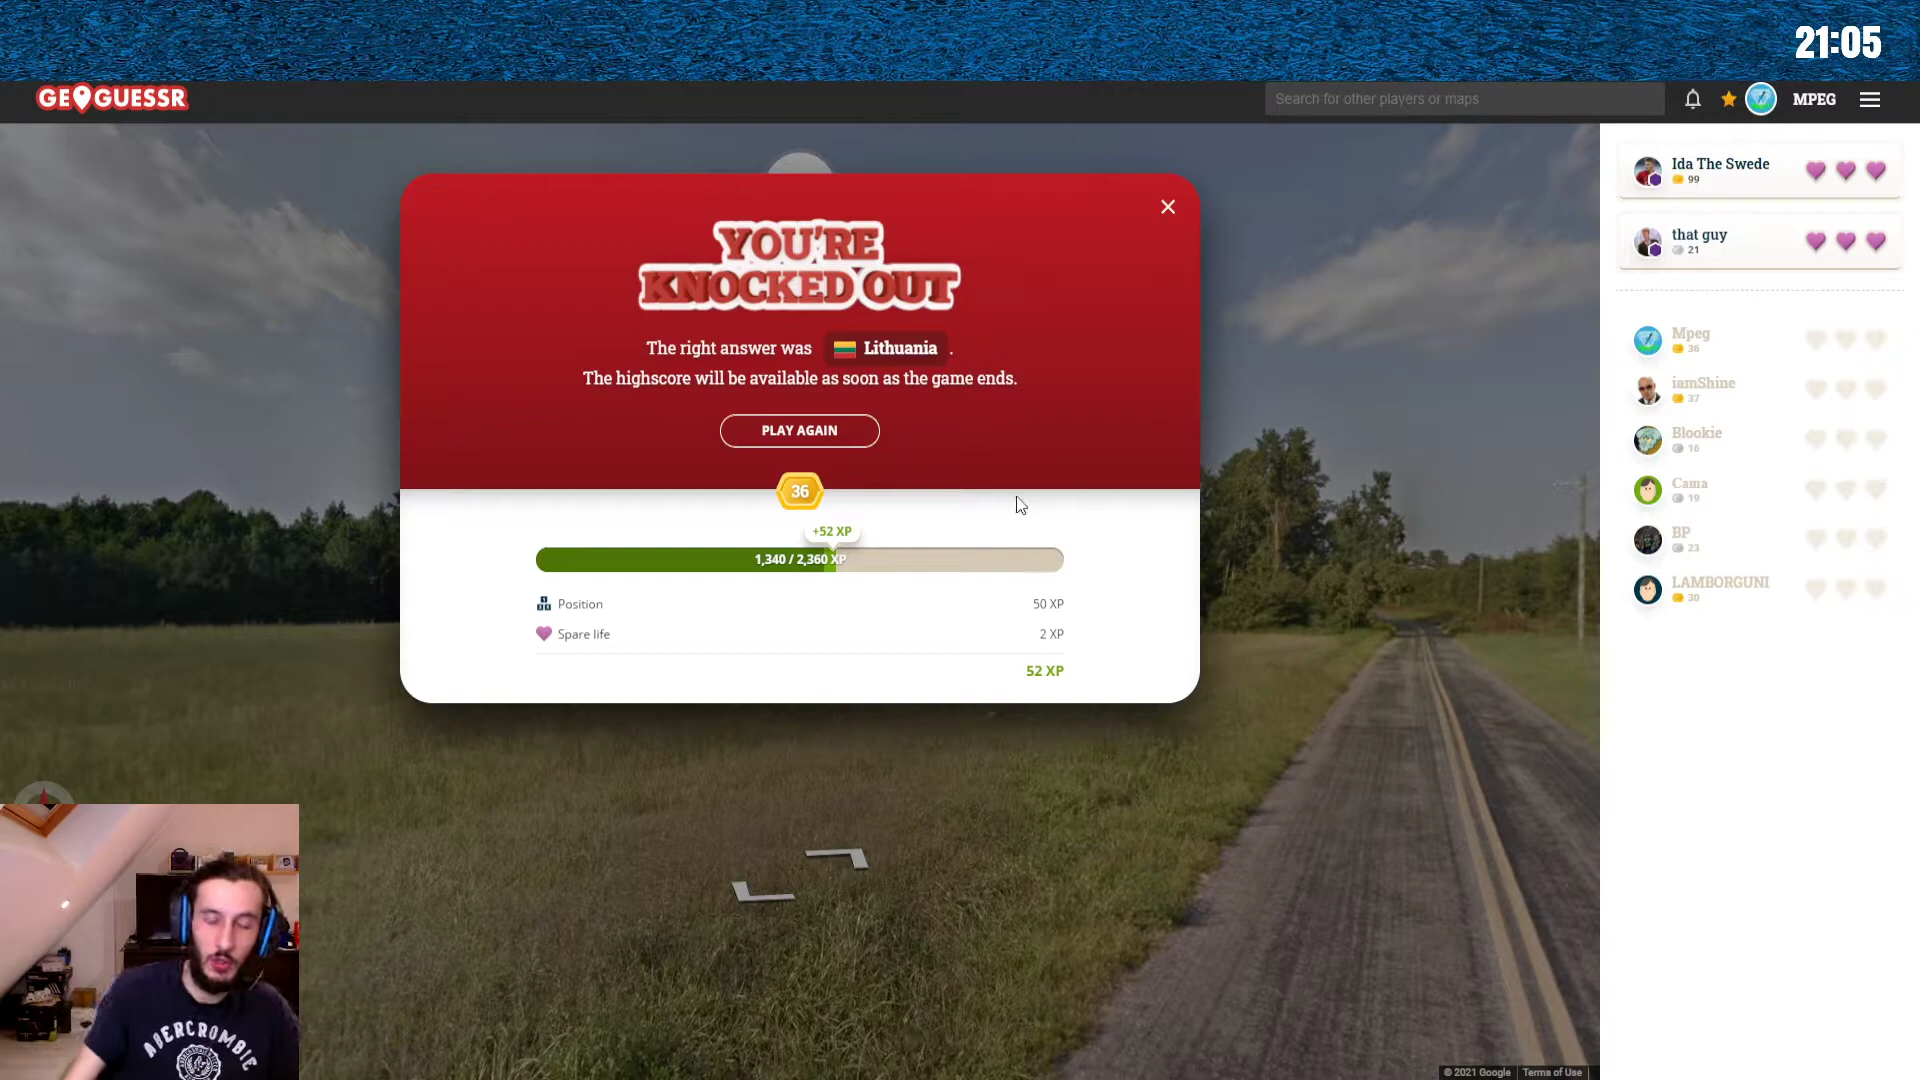 21:05
GEOGUESSR
Search for other players or maps
MPEG
YOU'RE
KNOCKED OUT
The right answer was Lithuania .
The highscore will be available as soon as the game ends.
PLAY AGAIN
36
+52 XP
1,340 / 2,360 XP
Position 50 XP
Spare life 2 XP
52 XP
Ida The Swede
99
that guy
21
Mpeg
36
iamShine
37
Blookie
16
Cama
19
BP
23
LAMBORGUNI
30
ABERCROMBIE
© 2021 Google Terms of Use